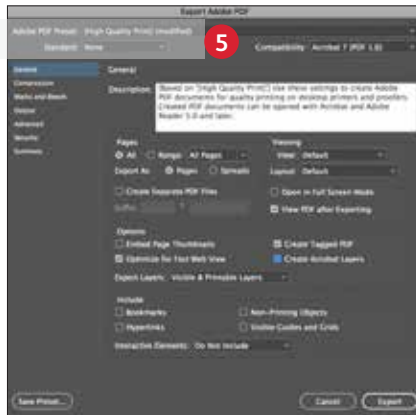 Export Adobe PDF
Adobe PDF Preset: [High Quality Print] (modified)
Standard: None
5
Compatibility: Acrobat 7 (PDF 1.6)
General
Compression
Marks and Bleeds
Output
Advanced
Security
Summary
General
Description: [Based on '[High Quality Print]'] Use these settings to create Adobe
PDF documents for quality printing on desktop printers and proofers.
Created PDF documents can be opened with Acrobat and Adobe
Reader 5.0 and later.
Pages
All Range: All Pages
Export As: Pages Spreads
Create Separate PDF Files
Suffix:
Viewing
View: Default
Layout: Default
Open in Full Screen Mode
View PDF after Exporting
Options
Embed Page Thumbnails
Optimize for Fast Web View
Create Tagged PDF
Create Acrobat Layers
Export Layers: Visible & Printable Layers
Include
Bookmarks
Hyperlinks
Non-Printing Objects
Visible Guides and Grids
Interactive Elements: Do Not Include
Save Preset...
Cancel
Export